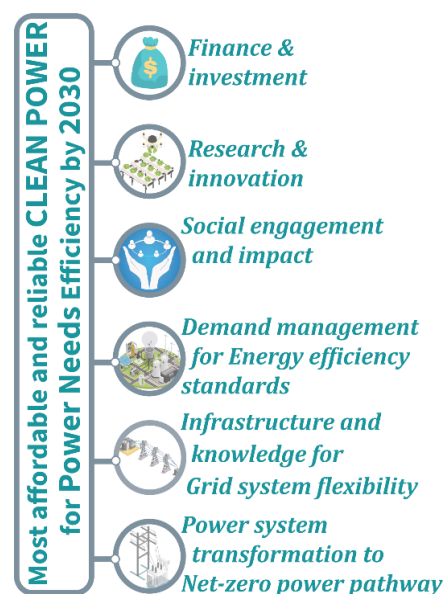 Most affordable and reliable CLEAN POWER
for Power Needs Efficiency by 2030
Finance &
investment
Research &
innovation
Social engagement
and impact
Demand management
for Energy efficiency
standards
Infrastructure and
knowledge for
Grid system flexibility
Power system
transformation to
Net-zero power pathway
$